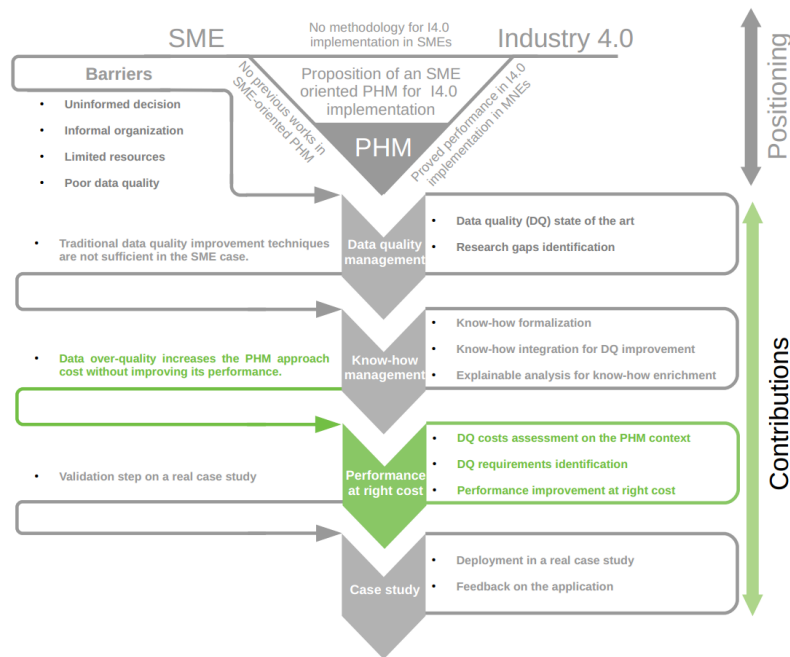 SME
No methodology for I4.0
implementation in SMEs
Industry 4.0
Barriers
• Uninformed decision
• Informal organization
• Limited resources
• Poor data quality
No previous works in
SME-oriented PHM
Proposition of an SME
oriented PHM for I4.0
implementation
PHM
Proved performance in I4.0
implementation in MNEs
Positioning
Data quality
management
• Data quality (DQ) state of the art
• Research gaps identification
• Traditional data quality improvement techniques
are not sufficient in the SME case.
Know-how
management
• Know-how formalization
• Know-how integration for DQ improvement
• Explainable analysis for know-how enrichment
• Data over-quality increases the PHM approach
cost without improving its performance.
Performance
at right cost
• DQ costs assessment on the PHM context
• DQ requirements identification
• Performance improvement at right cost
• Validation step on a real case study
Case study
• Deployment in a real case study
• Feedback on the application
Contributions